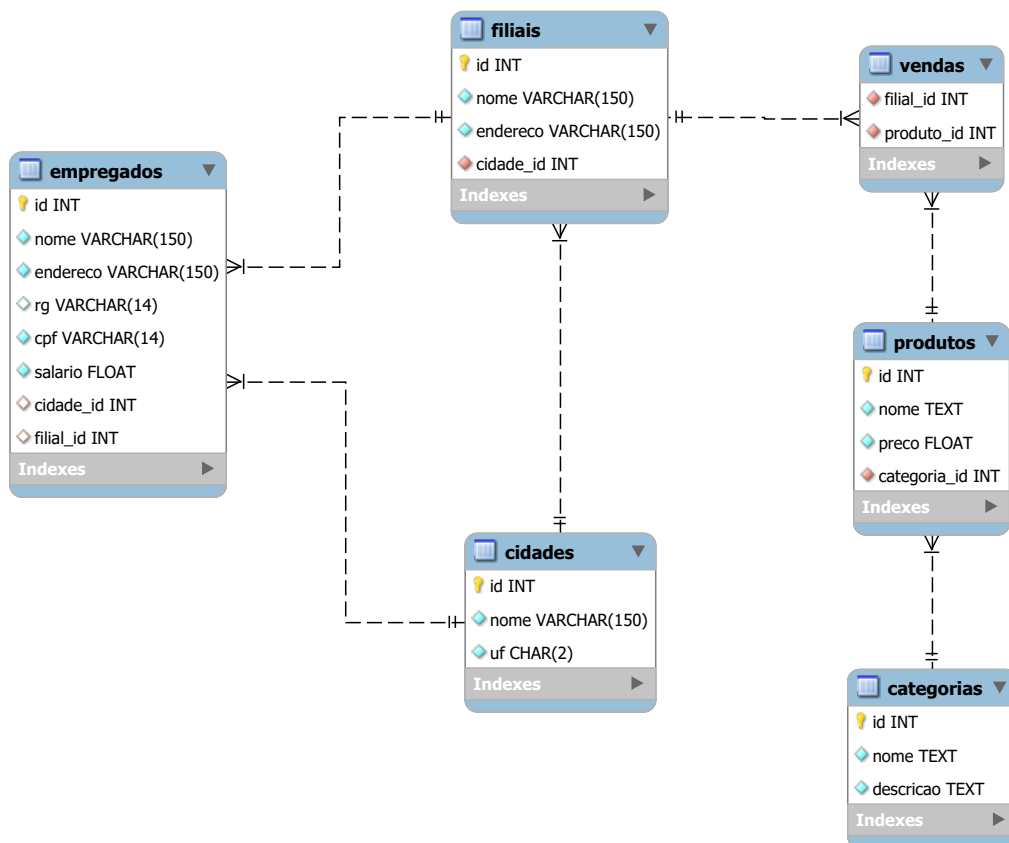 filiais
id INT
nome VARCHAR(150)
endereco VARCHAR(150)
cidade_id INT
Indexes
vendas
filial_id INT
produto_id INT
Indexes
empregados
id INT
nome VARCHAR(150)
endereco VARCHAR(150)
rg VARCHAR(14)
cpf VARCHAR(14)
salario FLOAT
cidade_id INT
filial_id INT
Indexes
produtos
id INT
nome TEXT
preco FLOAT
categoria_id INT
Indexes
cidades
id INT
nome VARCHAR(150)
uf CHAR(2)
Indexes
categorias
id INT
nome TEXT
descricao TEXT
Indexes